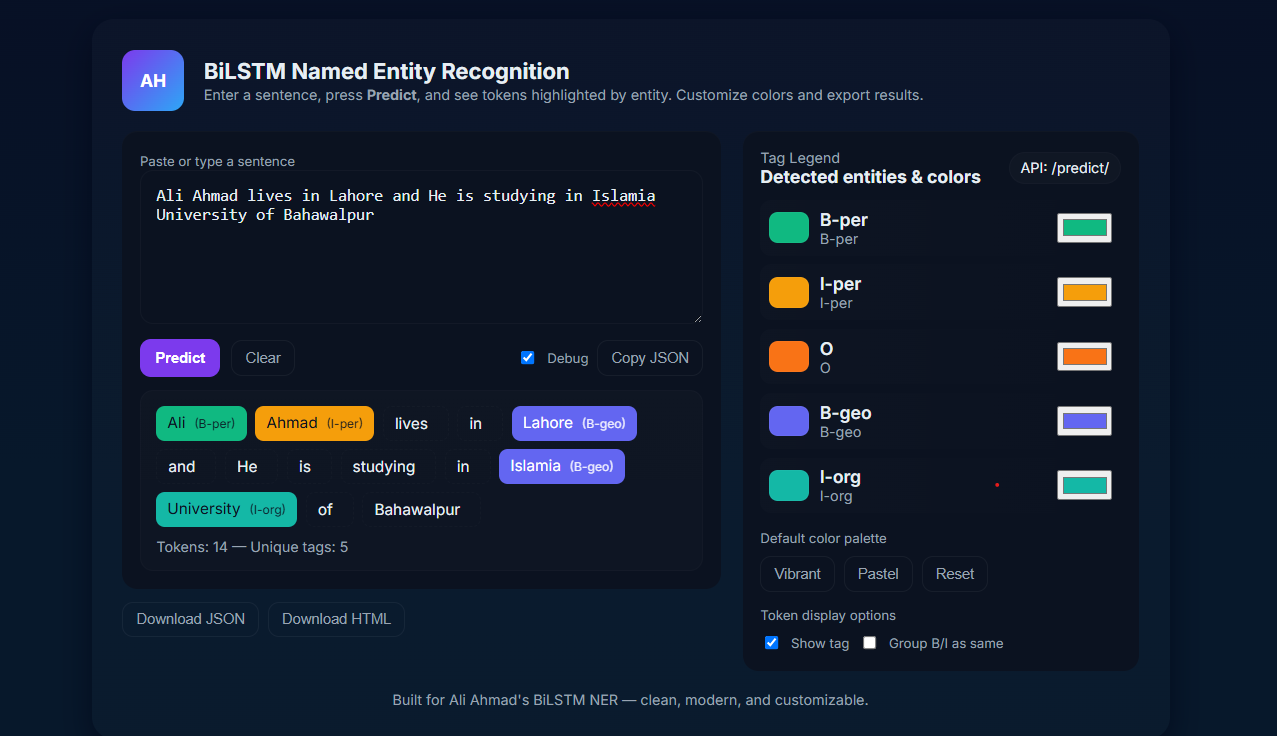 AH
BiLSTM Named Entity Recognition
Enter a sentence, press Predict, and see tokens highlighted by entity. Customize colors and export results.
Paste or type a sentence
Ali Ahmad lives in Lahore and He is studying in Islamia
University of Bahawalpur
Predict
Clear
Debug
Copy JSON
Ali (B-per) Ahmad (I-per) lives in Lahore (B-geo)
and He is studying in Islamia (B-geo)
University (I-org) of Bahawalpur
Tokens: 14 — Unique tags: 5
Download JSON
Download HTML
Tag Legend
Detected entities & colors
API: /predict/
B-per
B-per
I-per
I-per
O
O
B-geo
B-geo
I-org
I-org
Default color palette
Vibrant
Pastel
Reset
Token display options
Show tag
Group B/I as same
Built for Ali Ahmad's BiLSTM NER — clean, modern, and customizable.